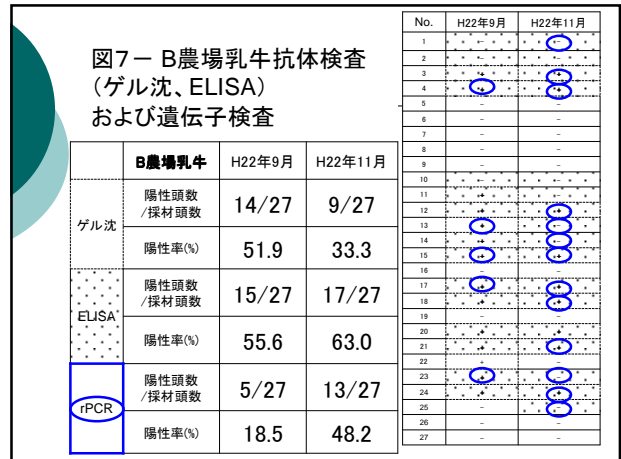 図7－ B農場乳牛抗体検査
（ゲル沈、ELISA）
および遺伝子検査
B農場乳牛 H22年9月 H22年11月
ゲル沈
陽性頭数
/採材頭数 14/27 9/27
陽性率(%) 51.9 33.3
ELISA
陽性頭数
/採材頭数 15/27 17/27
陽性率(%) 55.6 63.0
rPCR
陽性頭数
/採材頭数 5/27 13/27
陽性率(%) 18.5 48.2
No. H22年9月 H22年11月
1 - -
2 - -
3 + +
4 + +
5 - -
6 - -
7 - -
8 - -
9 - -
10 - -
11 + -
12 + +
13 + -
14 + -
15 + +
16 - -
17 + +
18 + +
19 - -
20 + +
21 + +
22 + -
23 + -
24 + +
25 - -
26 - -
27 - -